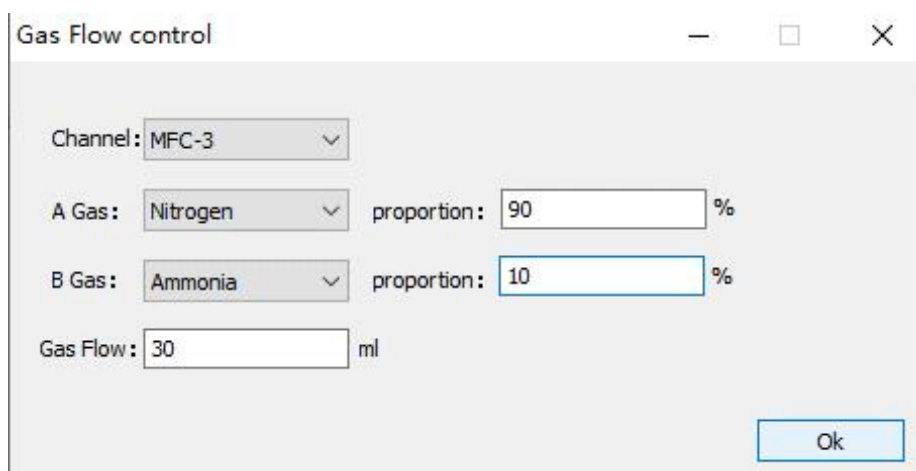 Gas Flow control
Channel: MFC-3
A Gas: Nitrogen proportion: 90 %
B Gas: Ammonia proportion: 10 %
Gas Flow: 30 ml
Ok